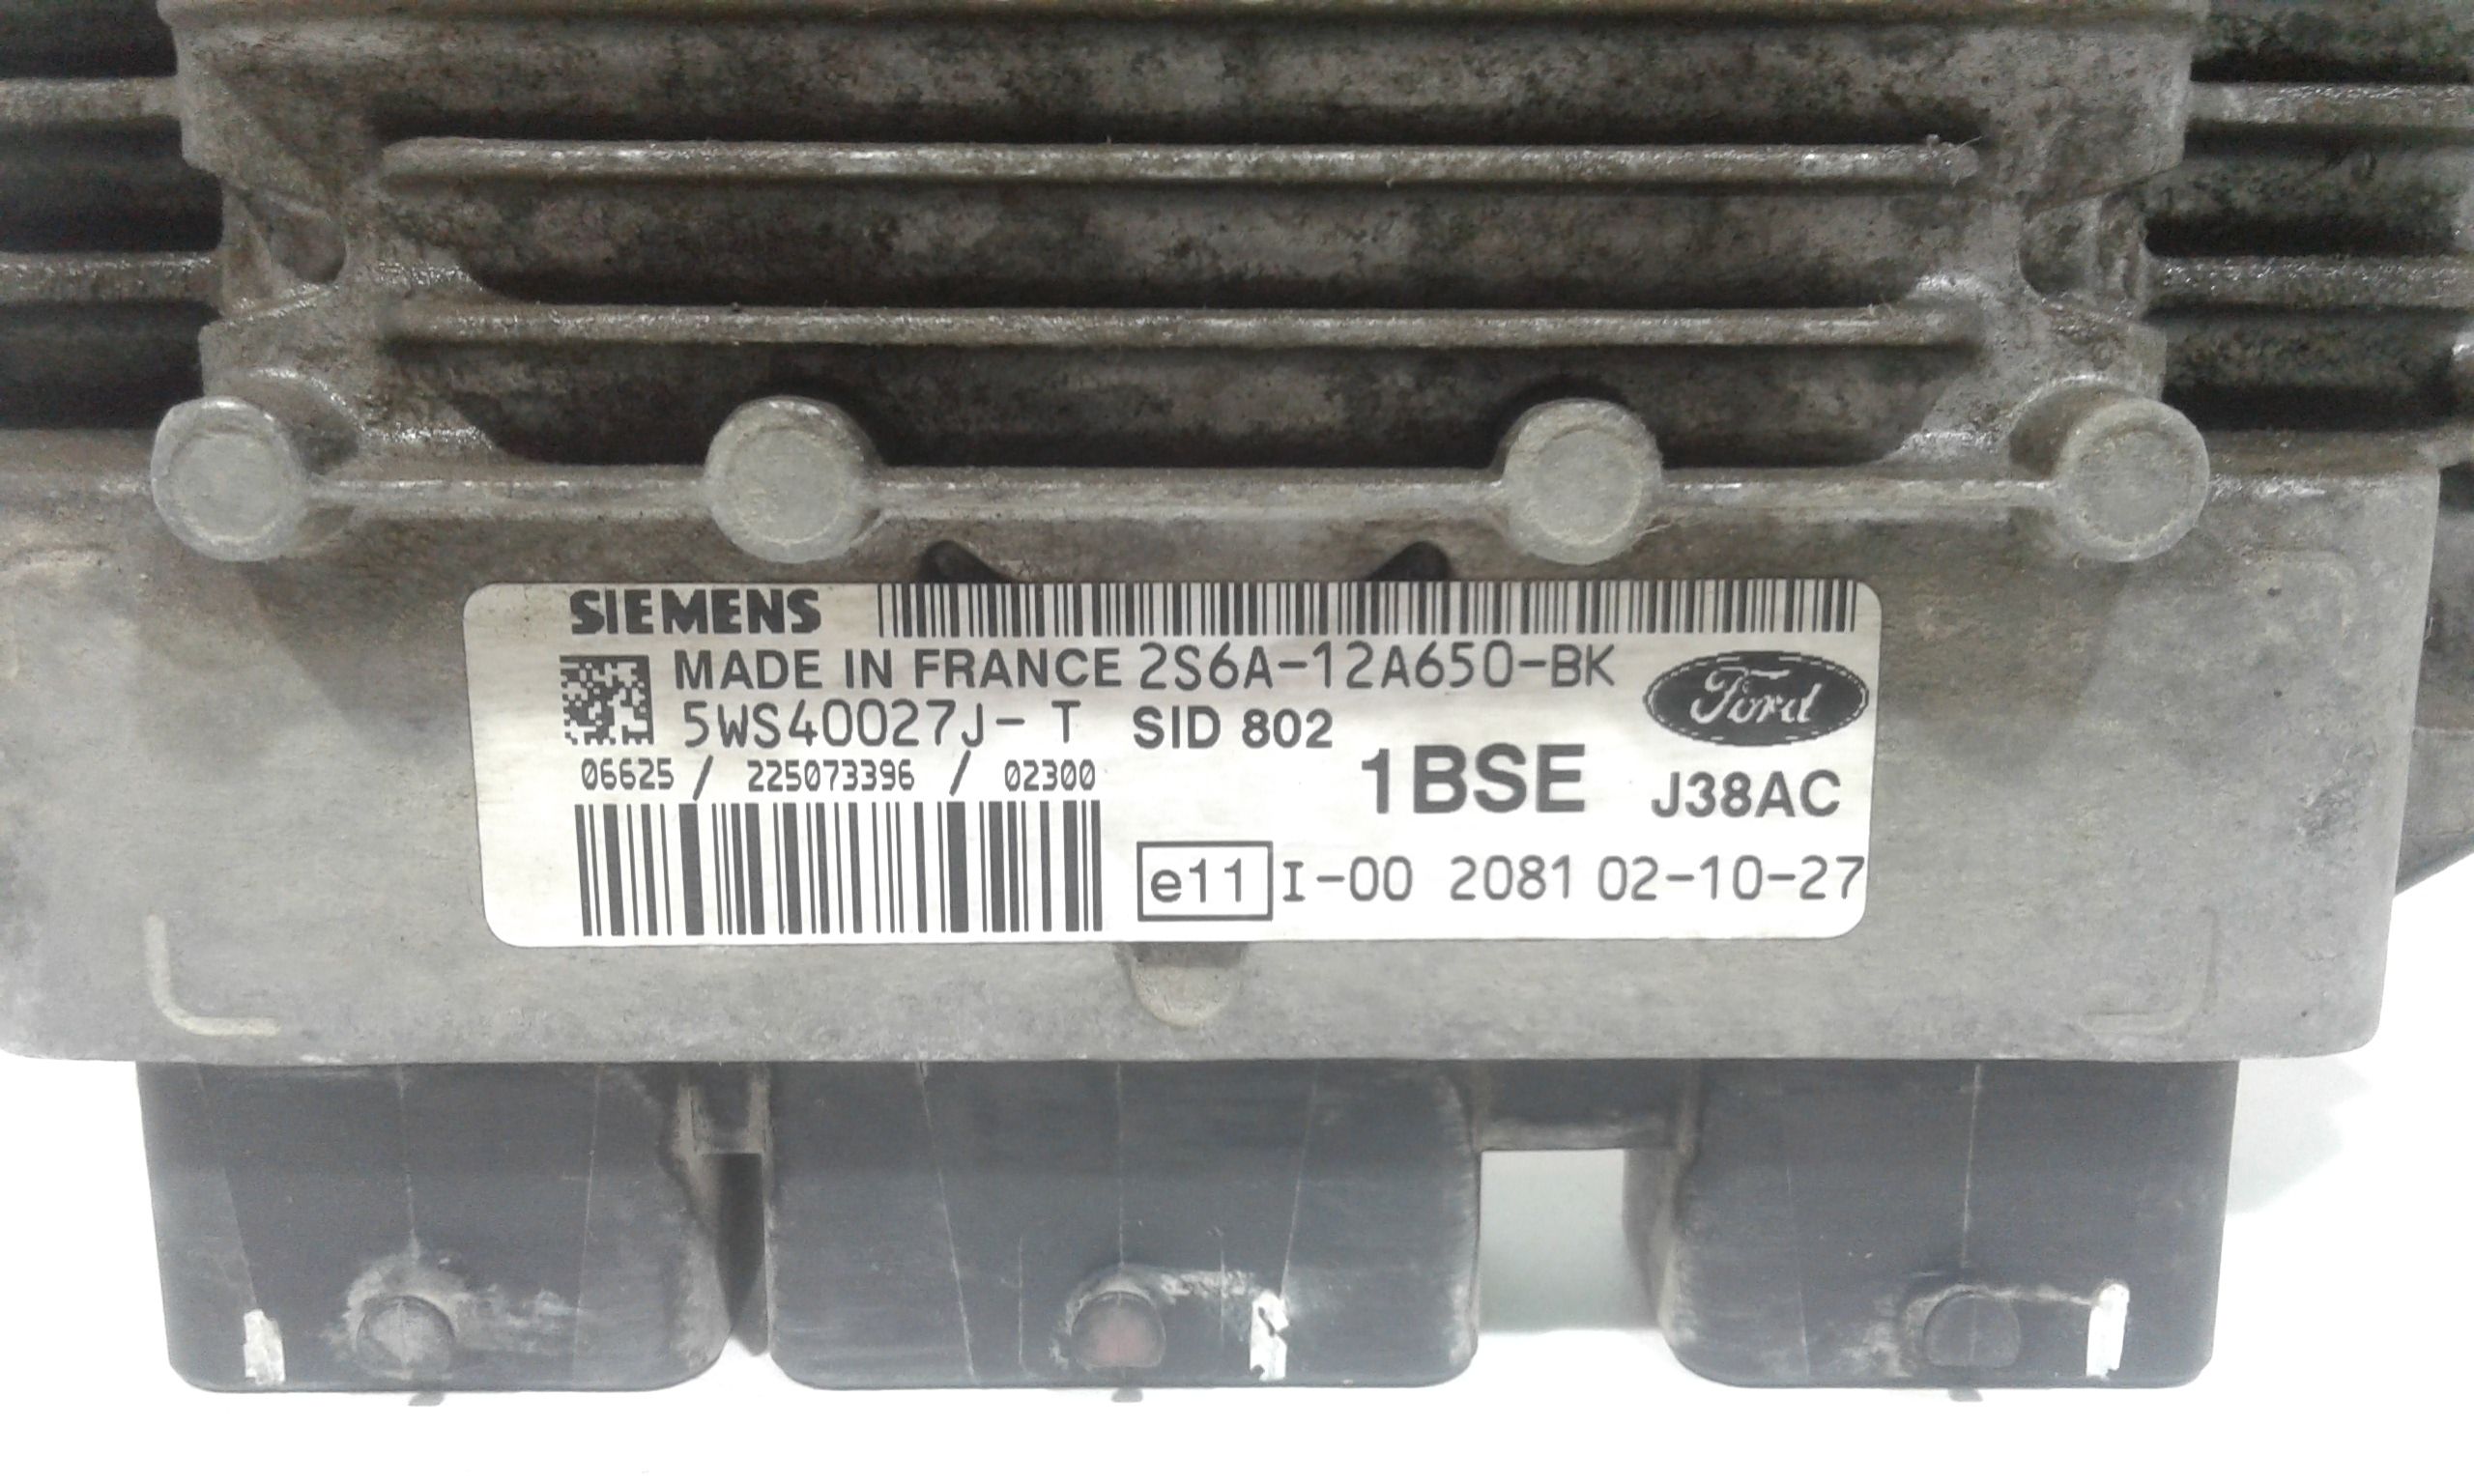 SIEMENS
MADE IN FRANCE 2S6A-12A650-BK
Ford
5WS40027J- T SID 802
06625 / 225073396 / 02300
1BSE J38AC
e11 I-00 2081 02-10-27